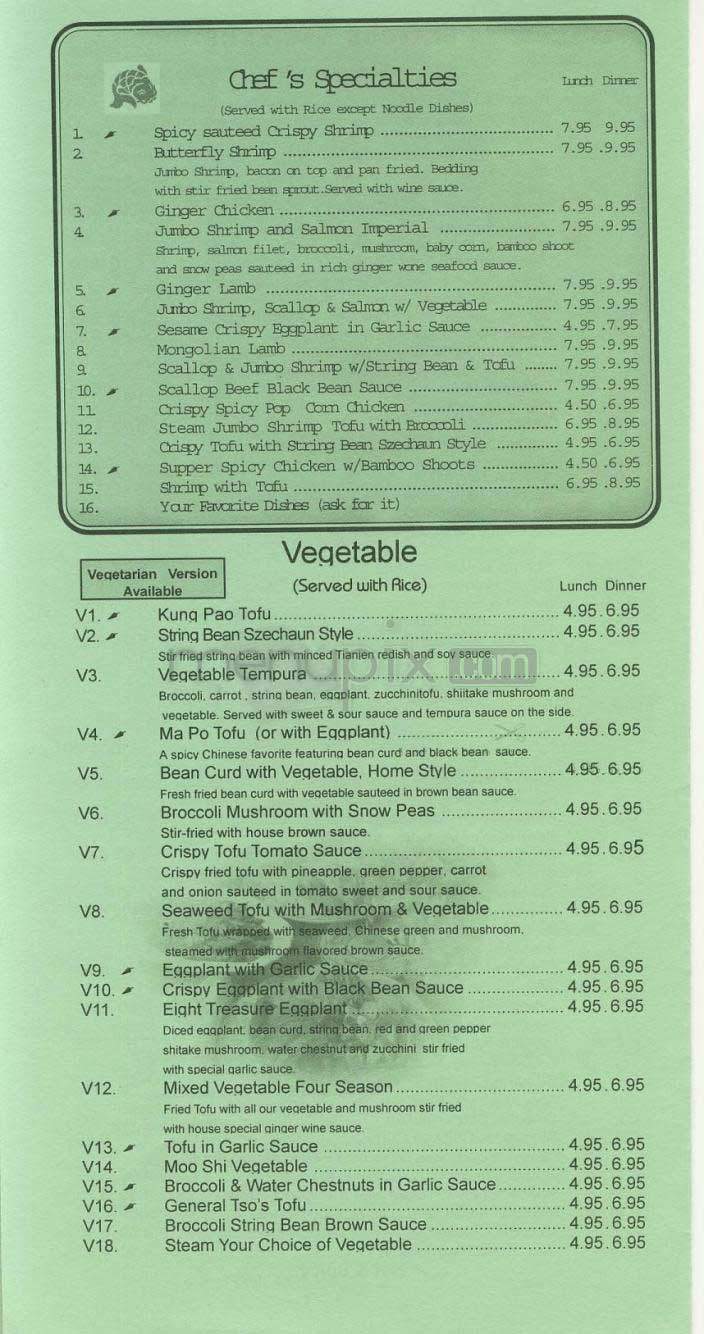 Chef's Specialties Lunch Dinner
(Served with Rice except Noodle Dishes)
1. Spicy sauteed Crispy Shrimp 7.95 9.95
2 Butterfly Shrimp 7.95 .9.95
Jumbo Shrimp, bacon on top and pan fried. Bedding
with stir fried bean sprout.Served with wine sauce.
3. Ginger Chicken 6.95 .8.95
4 Jumbo Shrimp and Salmon Imperial 7.95 .9.95
Shrimp, salmon filet, broccoli, mushroom, baby corn, bamboo shoot
and snow peas sauteed in rich ginger wone seafood sauce.
5. Ginger Lamb 7.95 .9.95
6. Jumbo Shrimp, Scallop & Salmon w/ Vegetable 7.95 .9.95
7. Sesame Crispy Eggplant in Garlic Sauce 4.95 .7.95
8. Mongolian Lamb 7.95 .9.95
9. Scallop & Jumbo Shrimp w/String Bean & Tofu 7.95 .9.95
10. Scallop Beef Black Bean Sauce 7.95 .9.95
11. Crispy Spicy Pop Corn Chicken 4.50 .6.95
12. Steam Jumbo Shrimp Tofu with Broccoli 6.95 .8.95
13. Crispy Tofu with String Bean Szechaun Style 4.95 .6.95
14. Supper Spicy Chicken w/Bamboo Shoots 4.50 .6.95
15. Shrimp with Tofu 6.95 .8.95
16. Your Favorite Dishes (ask for it)
Vegetable
Vegetarian Version
Available
(Served with Rice) Lunch Dinner
V1. Kung Pao Tofu 4.95 . 6.95
V2. String Bean Szechaun Style 4.95 . 6.95
Stir fried string bean with minced Tianjen redish and soy sauce.
menupix.com
V3. Vegetable Tempura 4.95 . 6.95
Broccoli, carrot , string bean, eggplant, zucchinitofu, shiitake mushroom and
vegetable. Served with sweet & sour sauce and tempura sauce on the side.
V4. Ma Po Tofu (or with Eggplant) 4.95 . 6.95
A spicy Chinese favorite featuring bean curd and black bean sauce.
V5. Bean Curd with Vegetable, Home Style 4.95 . 6.95
Fresh fried bean curd with vegetable sauteed in brown bean sauce.
V6. Broccoli Mushroom with Snow Peas 4.95 . 6.95
Stir-fried with house brown sauce.
V7. Crispy Tofu Tomato Sauce 4.95 . 6.95
Crispy fried tofu with pineapple, green pepper, carrot
and onion sauteed in tomato sweet and sour sauce.
V8. Seaweed Tofu with Mushroom & Vegetable 4.95 . 6.95
Fresh Tofu wrapped with seaweed, Chinese green and mushroom,
steamed with mushroom flavored brown sauce.
V9. Eggplant with Garlic Sauce 4.95 . 6.95
V10. Crispy Eggplant with Black Bean Sauce 4.95 . 6.95
V11. Eight Treasure Eggplant 4.95 . 6.95
Diced eggplant, bean curd, string bean, red and green pepper
shitake mushroom, water chestnut and zucchini stir fried
with special garlic sauce.
V12. Mixed Vegetable Four Season 4.95 . 6.95
Fried Tofu with all our vegetable and mushroom stir fried
with house special ginger wine sauce.
V13. Tofu in Garlic Sauce 4.95 . 6.95
V14. Moo Shi Vegetable 4.95 . 6.95
V15. Broccoli & Water Chestnuts in Garlic Sauce 4.95 . 6.95
V16. General Tso's Tofu 4.95 . 6.95
V17. Broccoli String Bean Brown Sauce 4.95 . 6.95
V18. Steam Your Choice of Vegetable 4.95 . 6.95